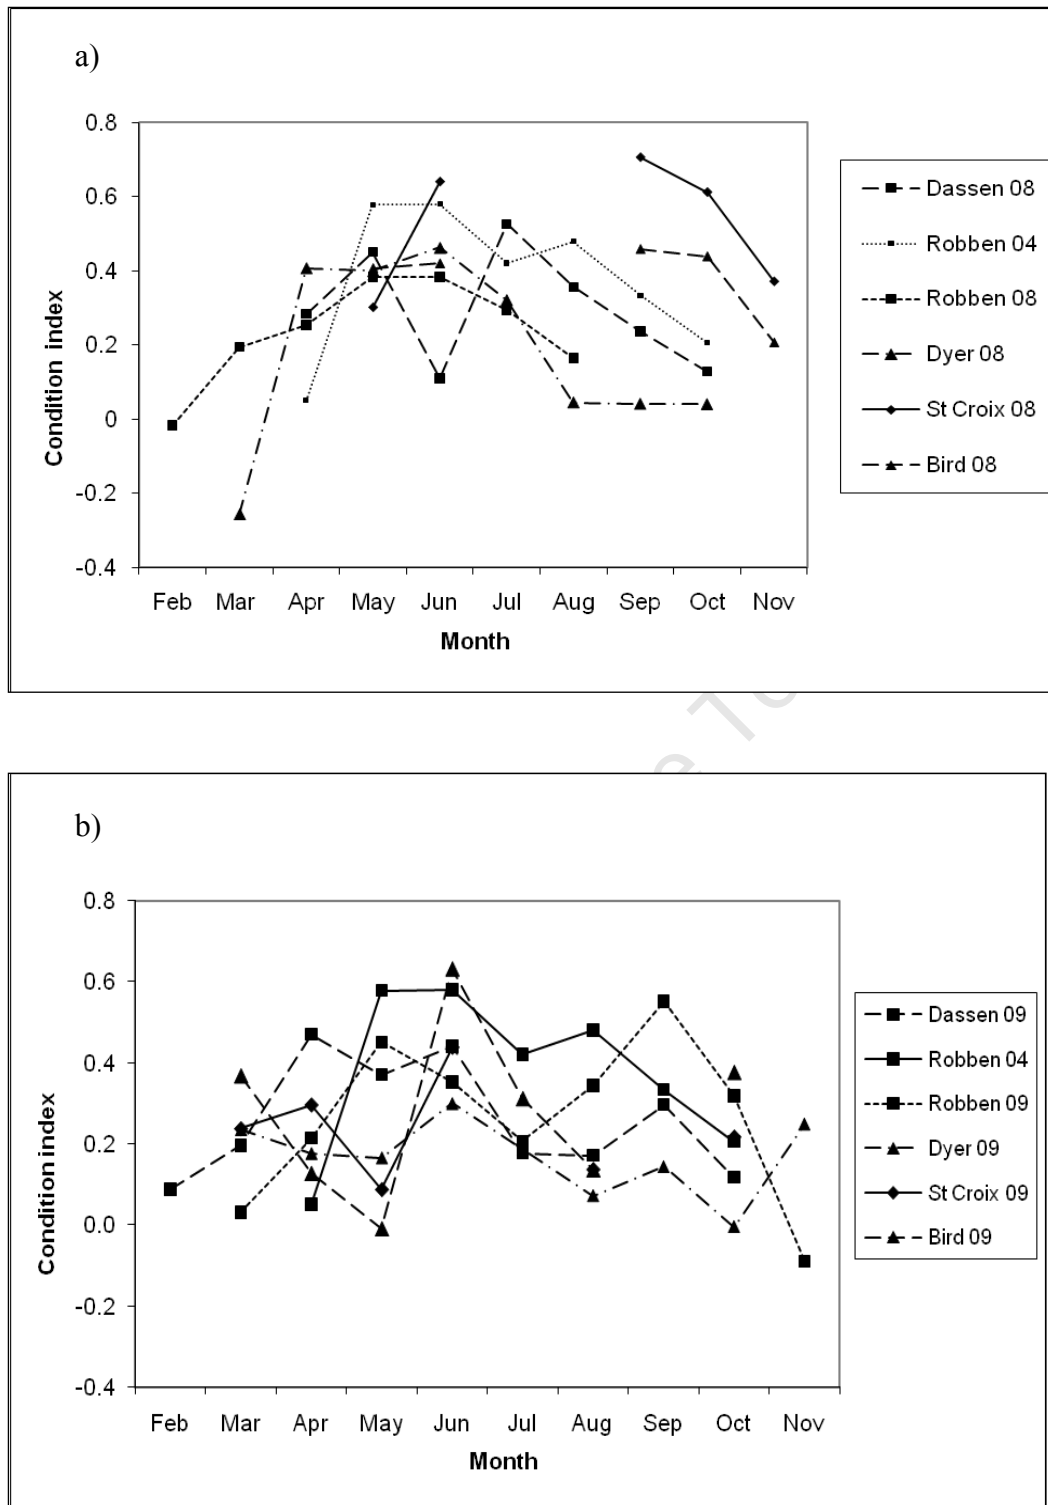 a)
0.8
0.6
0.4
0.2
0
-0.2
-0.4
Condition index
Feb Mar Apr May Jun Jul Aug Sep Oct Nov
Month
Dassen 08
Robben 04
Robben 08
Dyer 08
St Croix 08
Bird 08
e To
b)
0.8
0.6
0.4
0.2
0.0
-0.2
-0.4
Condition index
Feb Mar Apr May Jun Jul Aug Sep Oct Nov
Month
Dassen 09
Robben 04
Robben 09
Dyer 09
St Croix 09
Bird 09